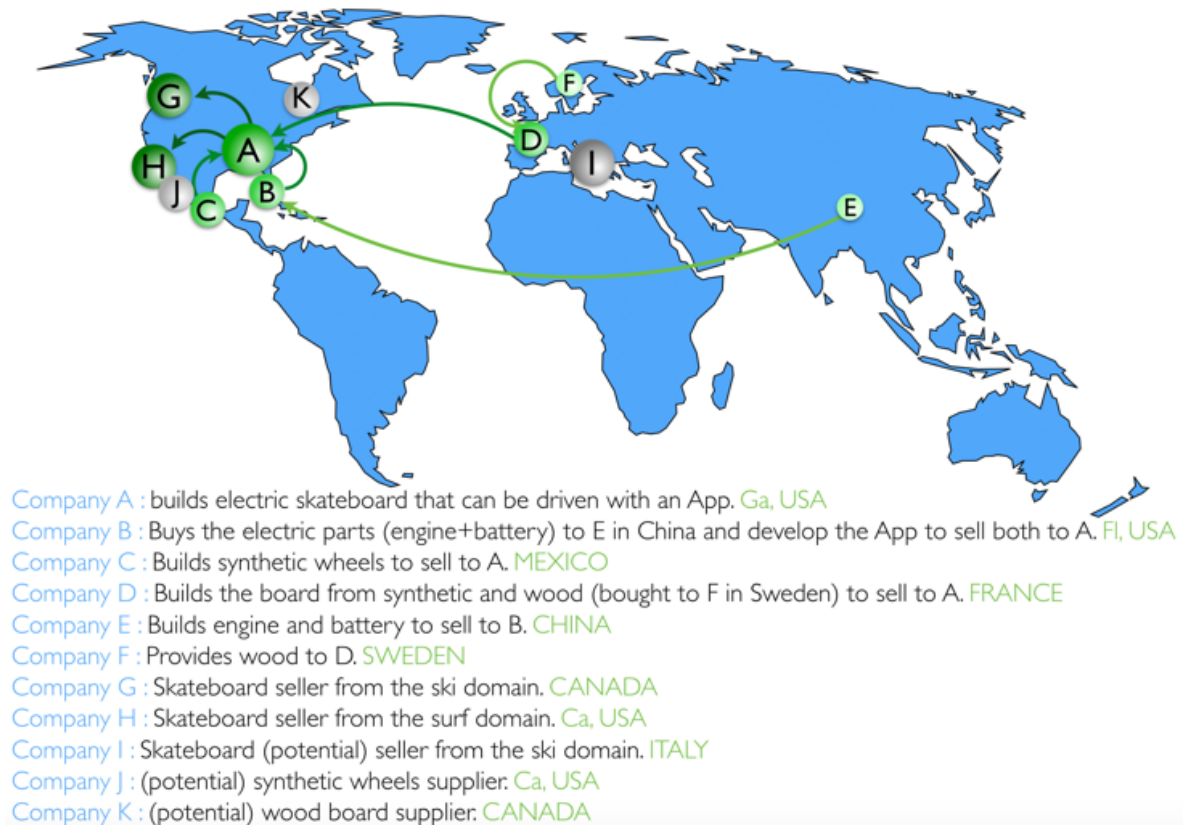 F
G
K
D
A
H
I
J
B
C
E
Company A : builds electric skateboard that can be driven with an App. Ga, USA
Company B : Buys the electric parts (engine+battery) to E in China and develop the App to sell both to A. Fl, USA
Company C : Builds synthetic wheels to sell to A. MEXICO
Company D : Builds the board from synthetic and wood (bought to F in Sweden) to sell to A. FRANCE
Company E : Builds engine and battery to sell to B. CHINA
Company F : Provides wood to D. SWEDEN
Company G : Skateboard seller from the ski domain. CANADA
Company H : Skateboard seller from the surf domain. Ca, USA
Company I : Skateboard (potential) seller from the ski domain. ITALY
Company J : (potential) synthetic wheels supplier. Ca, USA
Company K : (potential) wood board supplier. CANADA